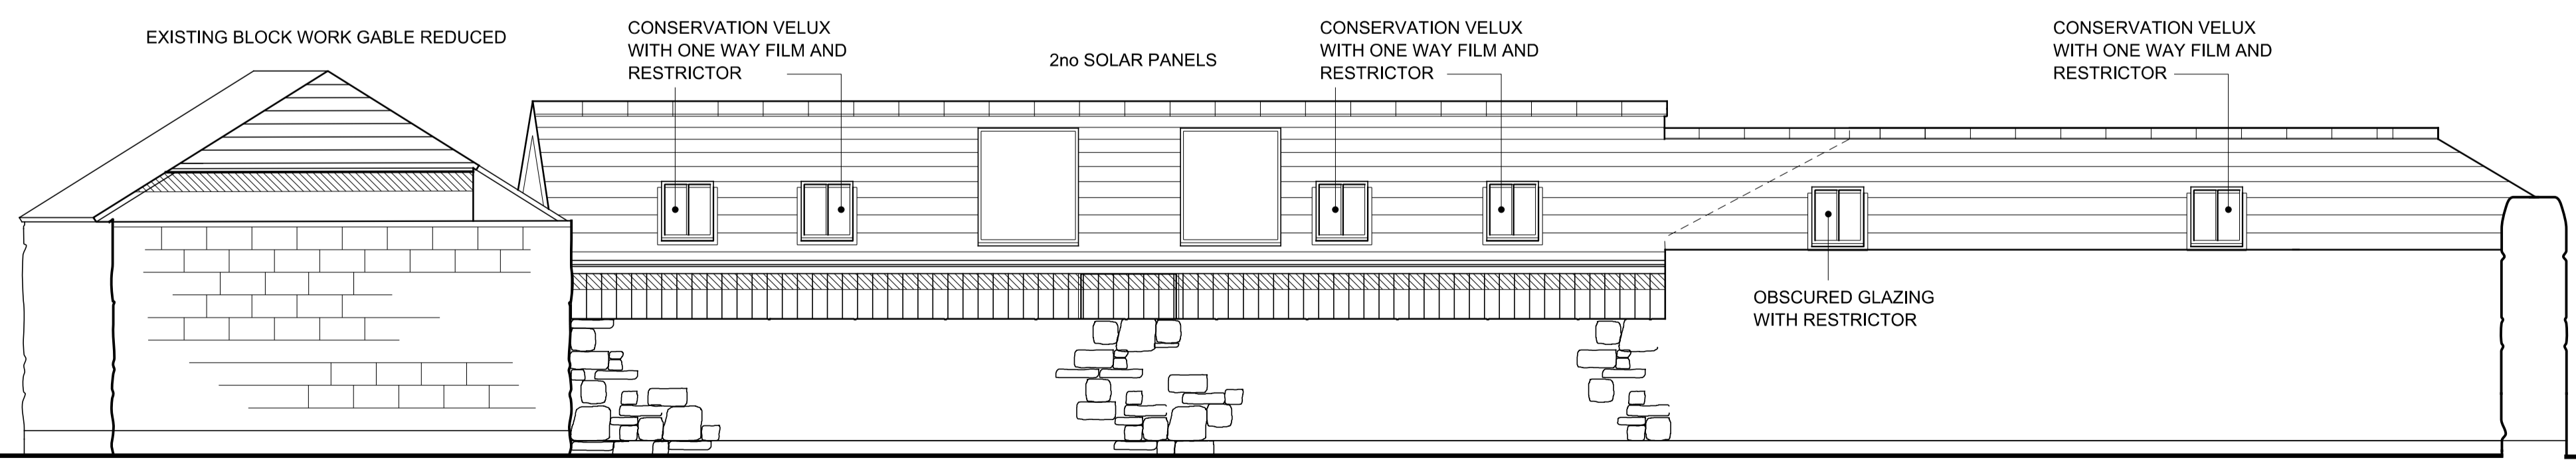 EXISTING BLOCK WORK GABLE REDUCED
CONSERVATION VELUX
WITH ONE WAY FILM AND
RESTRICTOR
2no SOLAR PANELS
CONSERVATION VELUX
WITH ONE WAY FILM AND
RESTRICTOR
CONSERVATION VELUX
WITH ONE WAY FILM AND
RESTRICTOR
OBSCURED GLAZING
WITH RESTRICTOR